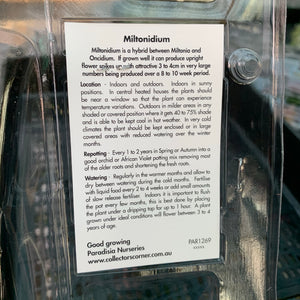 Miltonidium
Miltonidium is a hybrid between Miltonia and
Oncidium. If grown well it can produce upright
flower spikes up with attractive 3 to 4cm in very large
numbers being produced over a 8 to 10 week period.
Location - Indoors and outdoors. Indoors in sunny
positions. In central heated houses the plants should
be near a window so that the plant can experience
temperature variations. Outdoors in milder areas in any
shaded or covered position where it gets 40 to 75% shade
and is able to be kept cool in hot weather. In very cold
climates the plant should be kept enclosed or in large
covered areas with reduced watering over the winter
months.
Repotting - Every 1 to 2 years in Spring or Autumn into a
good orchid or African Violet potting mix removing most
of the older roots and shortening the fresh roots.
Watering - Regularly in the warmer months and allow to
dry between watering during the cold months. Fertilise
with liquid food every 2 to 4 weeks or add small amounts
of slow release fertiliser. Indoors it is important to flush
the pot every few months, this is best done by placing
the plant under a dripping tap for up to 1 hour. A plant
grown under ideal conditions will flower between 3 to 4
years of age.
Good growing
Paradisia Nurseries PAR1269
www.collectorscorner.com.au